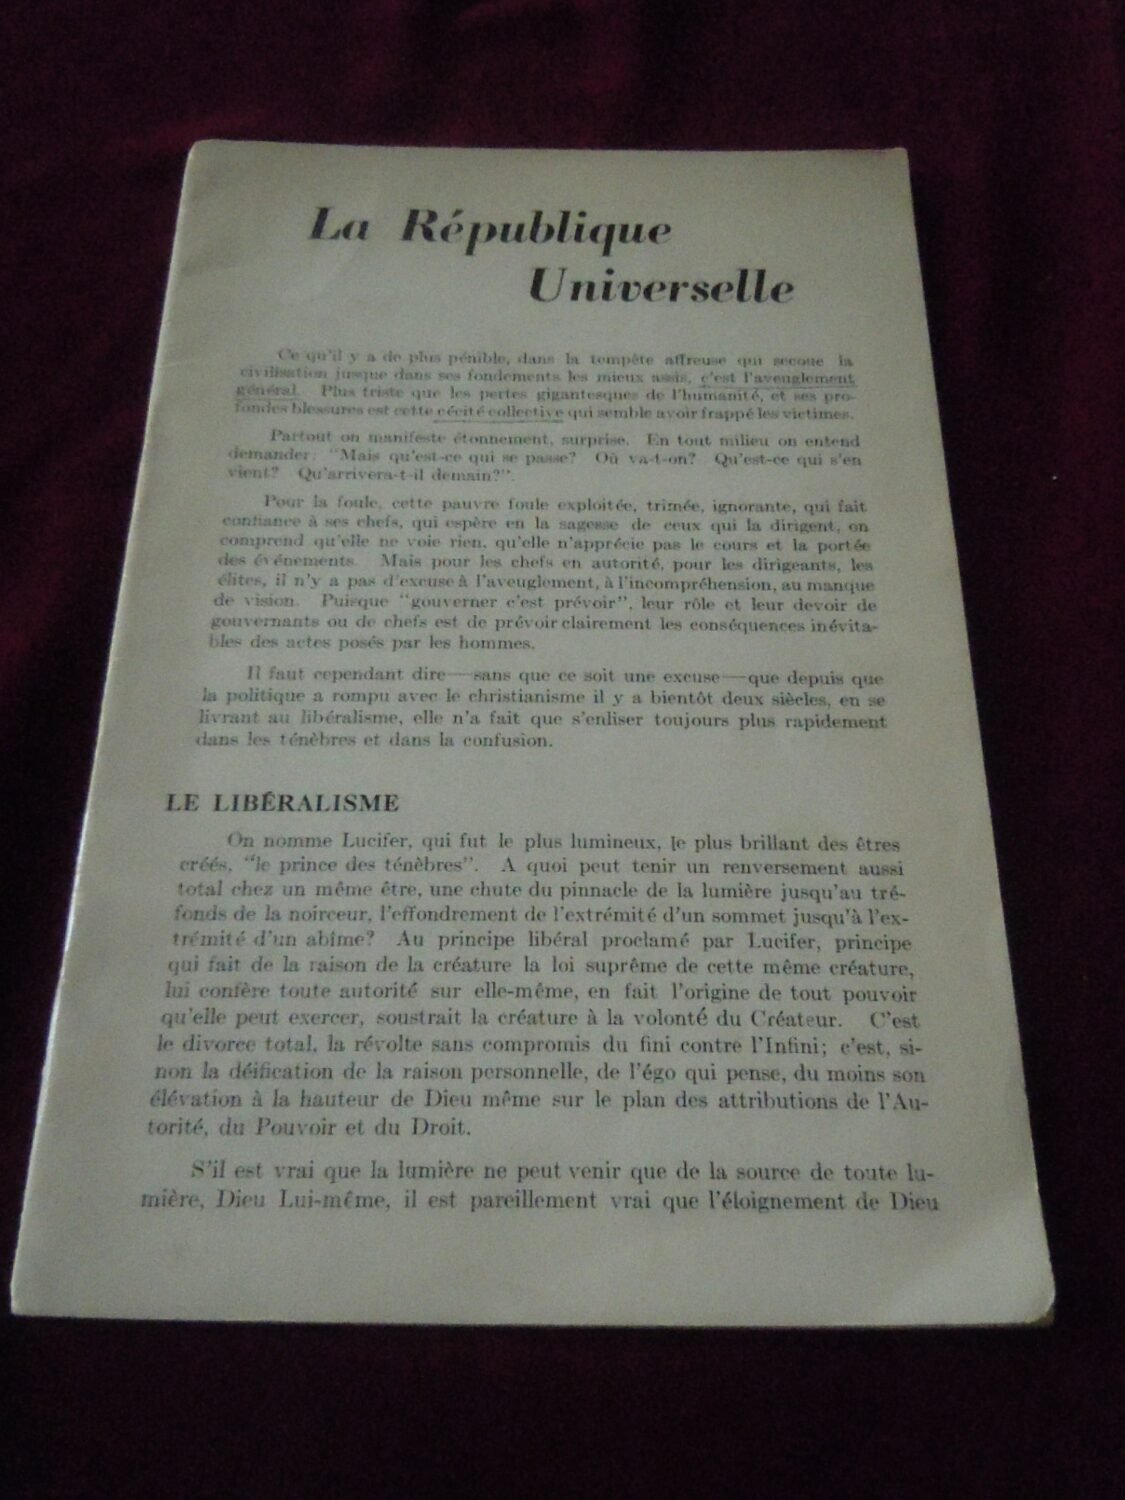 La République
Universelle
Ce qu'il y a de plus pénible, dans la tempête affreuse qui secoue la
civilisation jusque dans ses fondements les mieux assis, c'est l'aveuglement
général. Plus triste que les pertes gigantesques de l'humanité, et ses pro-
fondes blessures est cette cécité collective qui semble avoir frappé les victimes.
Partout on manifeste étonnement, surprise. En tout milieu on entend
demander: "Mais qu'est-ce qui se passe? Où va-t-on? Qu'est-ce qui s'en
vient? Qu'arrivera-t-il demain?".
Pour la foule, cette pauvre foule exploitée, trimée, ignorante, qui fait
confiance à ses chefs, qui espère en la sagesse de ceux qui la dirigent, on
comprend qu'elle ne voie rien, qu'elle n'apprécie pas le cours et la portée
des événements. Mais pour les chefs en autorité, pour les dirigeants, les
élites, il n'y a pas d'excuse à l'aveuglement, à l'incompréhension, au manque
de vision. Puisque "gouverner c'est prévoir", leur rôle et leur devoir de
gouvernants ou de chefs est de prévoir clairement les conséquences inévita-
bles des actes posés par les hommes.
Il faut cependant dire—sans que ce soit une excuse—que depuis que
la politique a rompu avec le christianisme il y a bientôt deux siècles, en se
livrant au libéralisme, elle n'a fait que s'enliser toujours plus rapidement
dans les ténèbres et dans la confusion.
LE LIBÉRALISME
On nomme Lucifer, qui fut le plus lumineux, le plus brillant des êtres
créés, "le prince des ténèbres". A quoi peut tenir un renversement aussi
total chez un même être, une chute du pinnacle de la lumière jusqu'au tré-
fonds de la noirceur, l'effondrement de l'extrémité d'un sommet jusqu'à l'ex-
trémité d'un abîme? Au principe libéral proclamé par Lucifer, principe
qui fait de la raison de la créature la loi suprême de cette même créature,
lui confère toute autorité sur elle-même, en fait l'origine de tout pouvoir
qu'elle peut exercer, soustrait la créature à la volonté du Créateur. C'est
le divorce total, la révolte sans compromis du fini contre l'Infini; c'est, si-
non la déification de la raison personnelle, de l'égo qui pense, du moins son
élévation à la hauteur de Dieu même sur le plan des attributions de l'Au-
torité, du Pouvoir et du Droit.
S'il est vrai que la lumière ne peut venir que de la source de toute lu-
mière, Dieu Lui-même, il est pareillement vrai que l'éloignement de Dieu